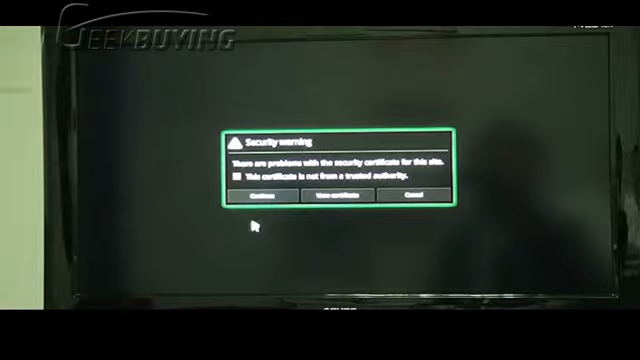 GEEKBUYING
Security warning
There are problems with the security certificate for this site.
This certificate is not from a trusted authority.
Continue
View certificate
Cancel